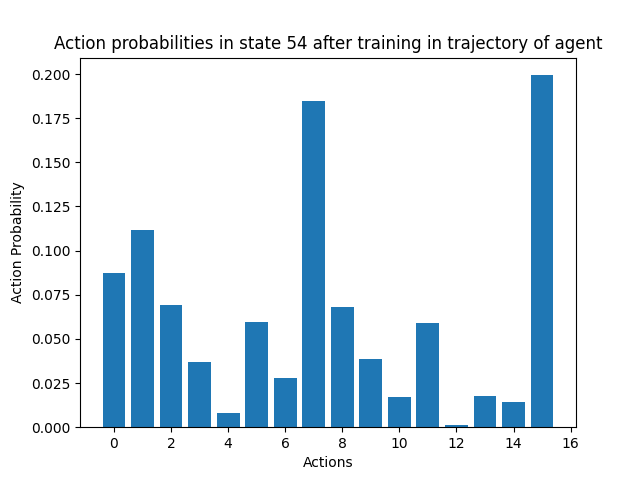 Action probabilities in state 54 after training in trajectory of agent
0.200
0.175
0.150
0.125
0.100
0.075
0.050
0.025
0.000
Action Probability
0 2 4 6 8 10 12 14 16
Actions